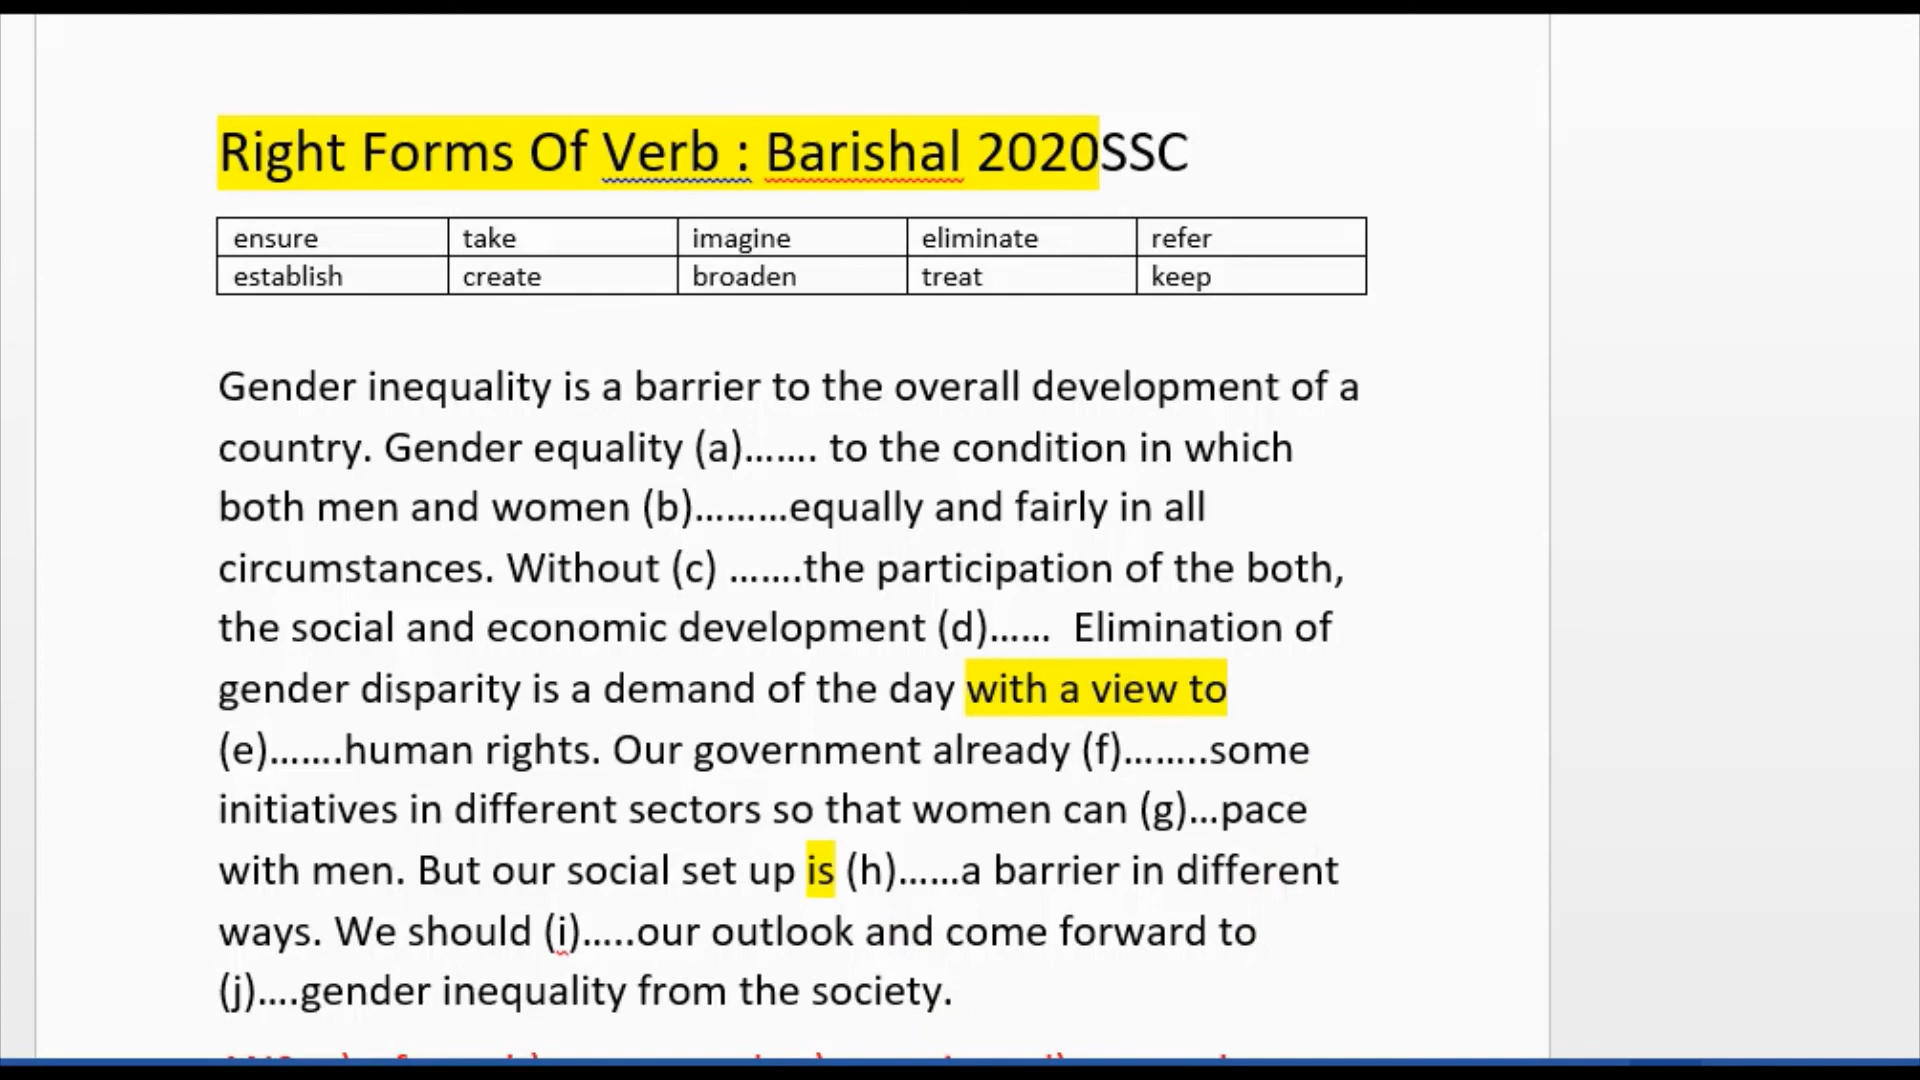 Right Forms Of Verb : Barishal 2020SSC
ensure take imagine eliminate refer
establish create broaden treat keep
Gender inequality is a barrier to the overall development of a
country. Gender equality (a)....... to the condition in which
both men and women (b).........equally and fairly in all
circumstances. Without (c) .......the participation of the both,
the social and economic development (d)...... Elimination of
gender disparity is a demand of the day with a view to
(e).......human rights. Our government already (f)........some
initiatives in different sectors so that women can (g)...pace
with men. But our social set up is (h)......a barrier in different
ways. We should (i).....our outlook and come forward to
(j)....gender inequality from the society.